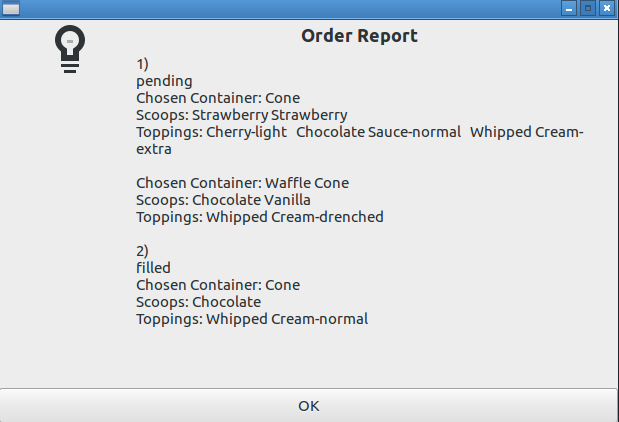 Order Report
1)
pending
Chosen Container: Cone
Scoops: Strawberry Strawberry
Toppings: Cherry-light   Chocolate Sauce-normal   Whipped Cream-
extra
Chosen Container: Waffle Cone
Scoops: Chocolate Vanilla
Toppings: Whipped Cream-drenched
2)
filled
Chosen Container: Cone
Scoops: Chocolate
Toppings: Whipped Cream-normal
OK